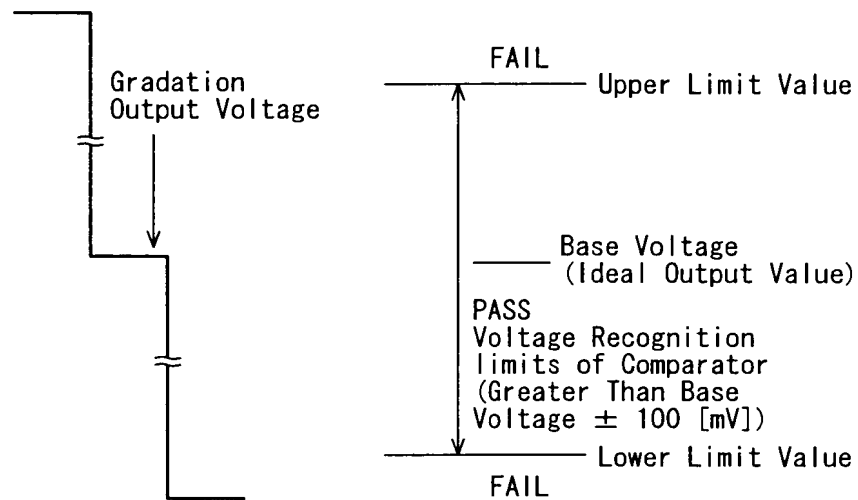 FAIL
Gradation
Output Voltage
Upper Limit Value
Base Voltage
(Ideal Output Value)
PASS
Voltage Recognition
limits of Comparator
(Greater Than Base
Voltage ± 100 [mV])
Lower Limit Value
FAIL